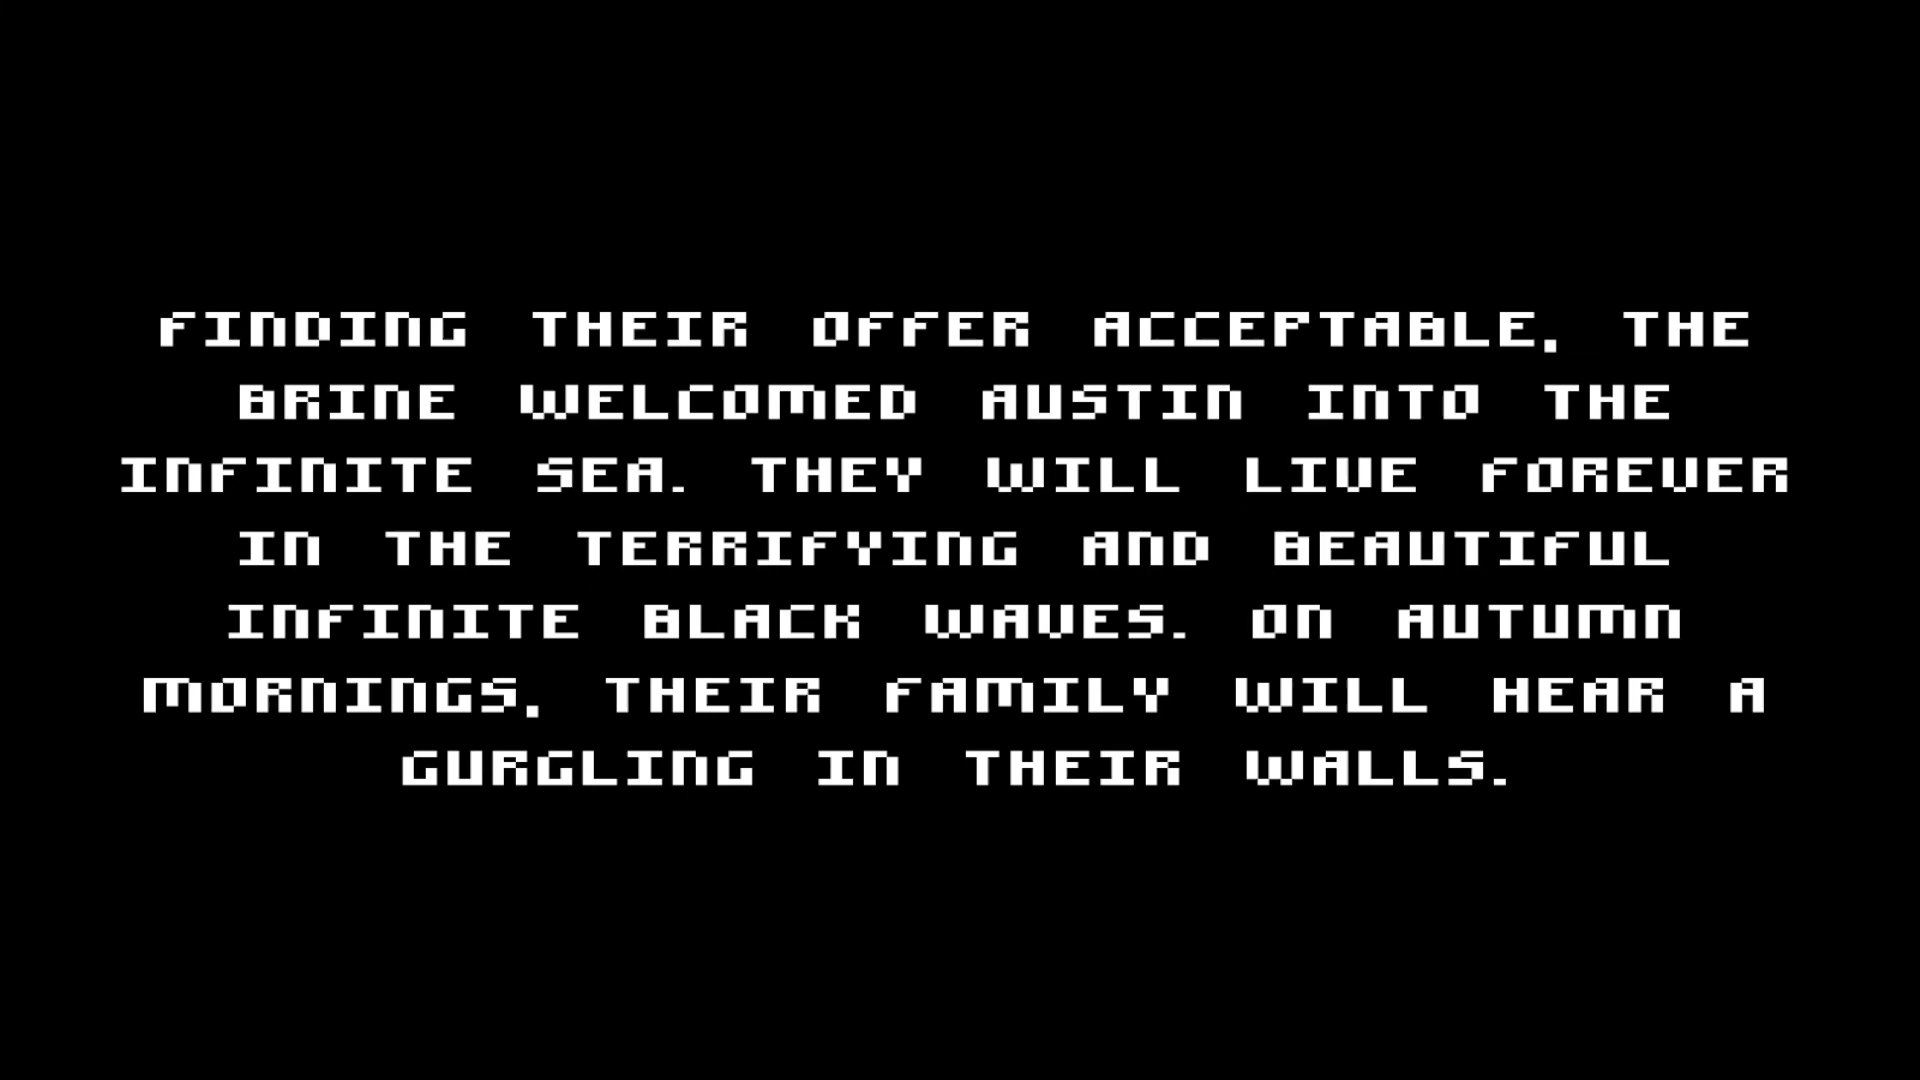 FINDING THEIR OFFER ACCEPTABLE, THE
BRINE WELCOMED AUSTIN INTO THE
INFINITE SEA. THEY WILL LIVE FOREVER
IN THE TERRIFYING AND BEAUTIFUL
INFINITE BLACK WAVES. ON AUTUMN
MORNINGS, THEIR FAMILY WILL HEAR A
GURGLING IN THEIR WALLS.